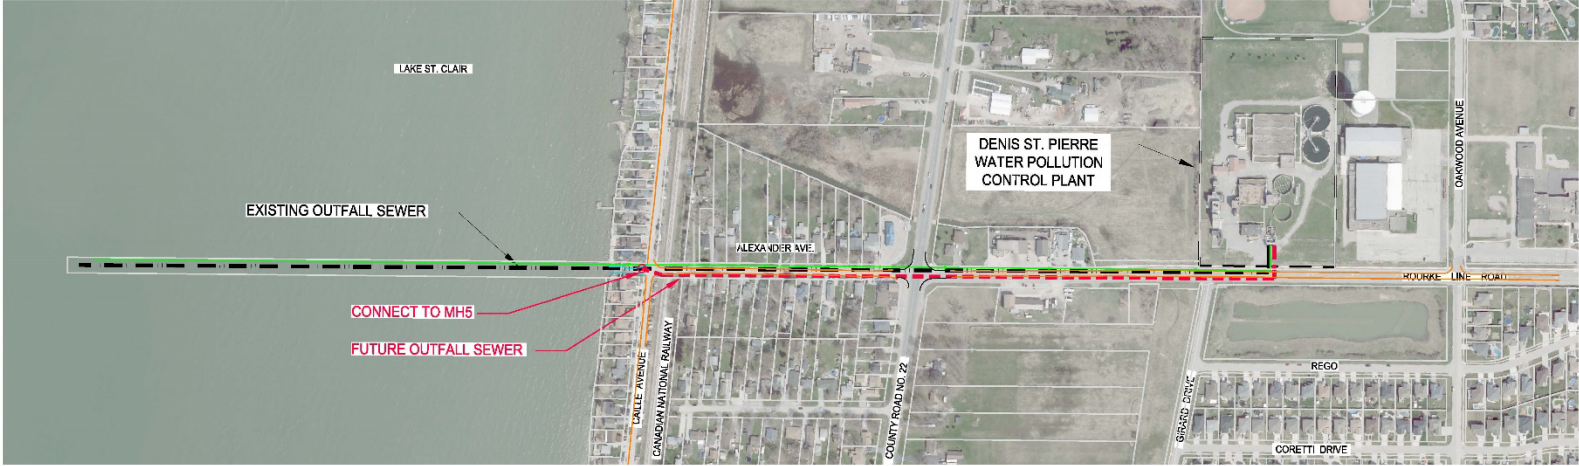 LAKE ST. CLAIR
DENIS ST. PIERRE
WATER POLLUTION
CONTROL PLANT
OAKWOOD AVENUE
EXISTING OUTFALL SEWER
ALEXANDER AVE.
ROURKE LINE ROAD
CONNECT TO MH5
FUTURE OUTFALL SEWER
CAILLE AVENUE
CANADIAN NATIONAL RAILWAY
COUNTY ROAD NO. 22
GIRARD DRIVE
REGO
CORETTI DRIVE